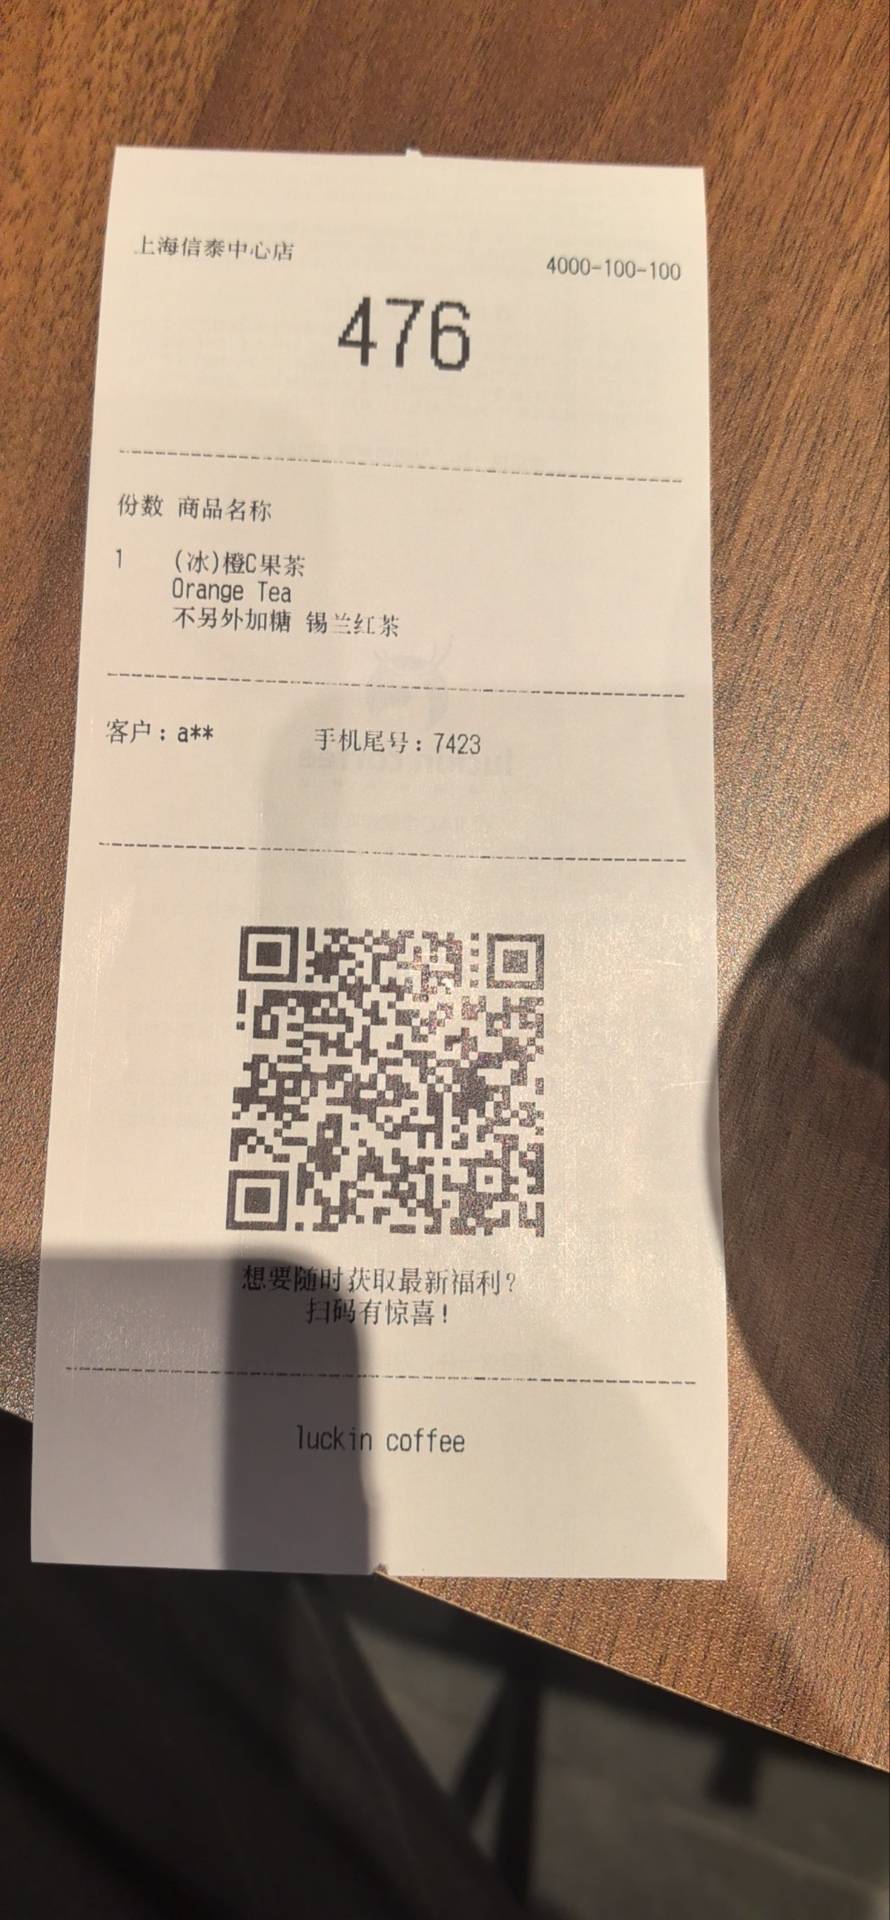 上海信泰中心店
4000-100-100
476
份数 商品名称
1 (冰)橙C果茶
Orange Tea
不另外加糖 锡兰红茶
客户:a** 手机尾号:7423
想要随时获取最新福利?
扫码有惊喜!
luckin coffee